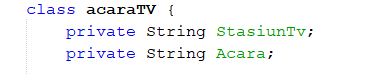 class acaraTV {
    private String StasiunTv;
    private String Acara;